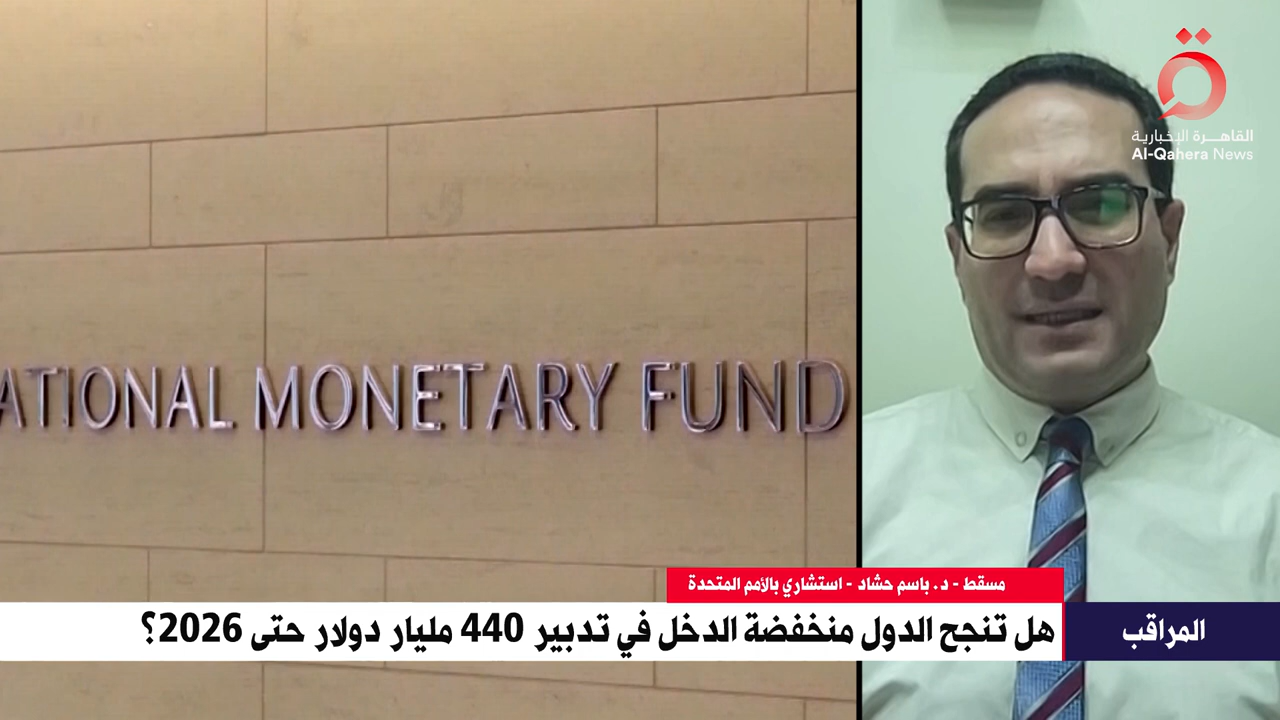 القاهرة الإخبارية
Al-Qahera News
ATIONAL MONETARY FUND
مسقط - د. باسم حشاد - استشاري بالأمم المتحدة
المراقب
هل تنجح الدول منخفضة الدخل في تدبير 440 مليار دولار حتى 2026؟